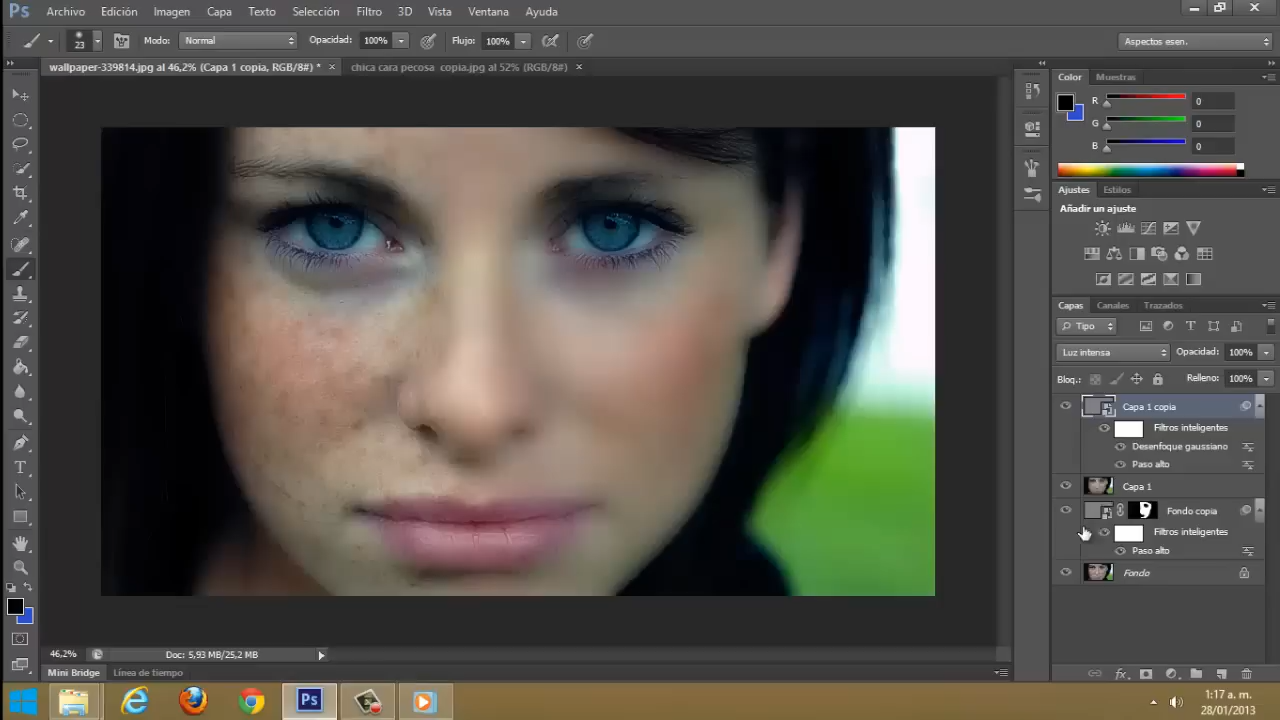 Ps Archivo Edición Imagen Capa Texto Selección Filtro 3D Vista Ventana Ayuda
23 Modo: Normal Opacidad: 100% Flujo: 100% Aspectos esen.
wallpaper-339814.jpg al 46,2% (Capa 1 copia, RGB/8#) * × chica cara pecosa copia.jpg al 52% (RGB/8#) ×
Color Muestras
R 0
G 0
B 0
Ajustes Estilos
Añadir un ajuste
Capas Canales Trazados
Tipo
Luz intensa Opacidad: 100%
Bloq.: Relleno: 100%
Capa 1 copia
Filtros inteligentes
Desenfoque gaussiano
Paso alto
Capa 1
Fondo copia
Filtros inteligentes
Paso alto
Fondo
46,2% Doc: 5,93 MB/25,2 MB
Mini Bridge Línea de tiempo
Ps
1:17 a. m.
28/01/2013